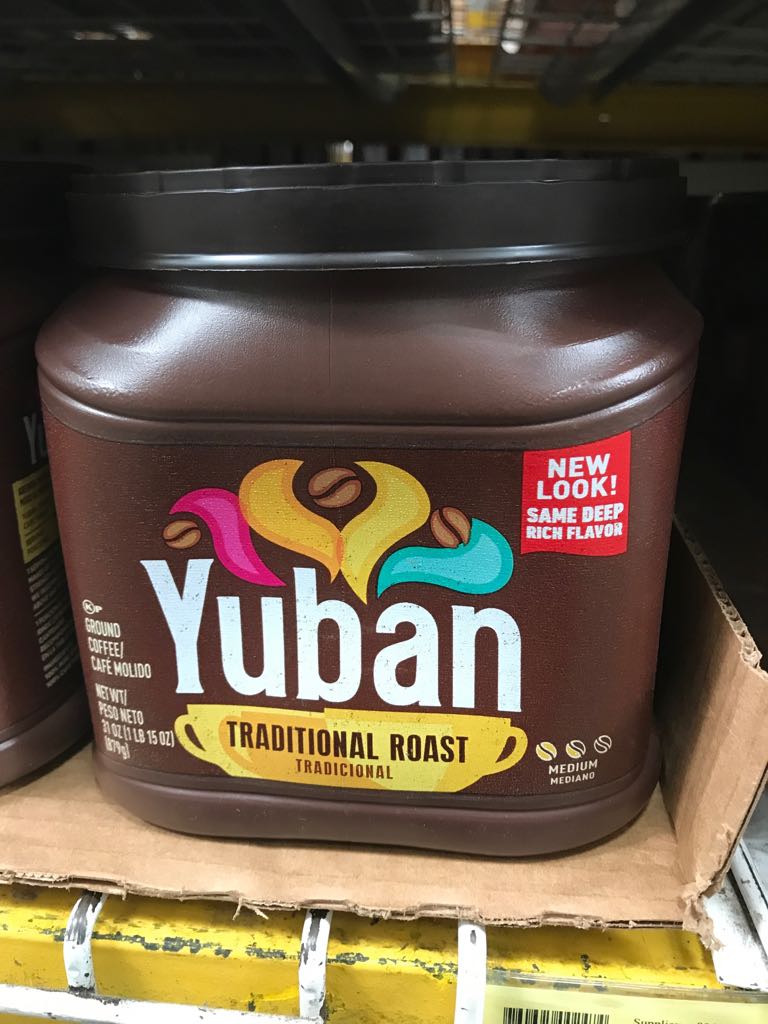 NEW
LOOK!
SAME DEEP
RICH FLAVOR
Yuban
K P
GROUND
COFFEE/
CAFÉ MOLIDO
NET WT/
PESO NETO
31 OZ (1 LB 15 OZ)
(879g)
TRADITIONAL ROAST
TRADICIONAL
MEDIUM
MEDIANO